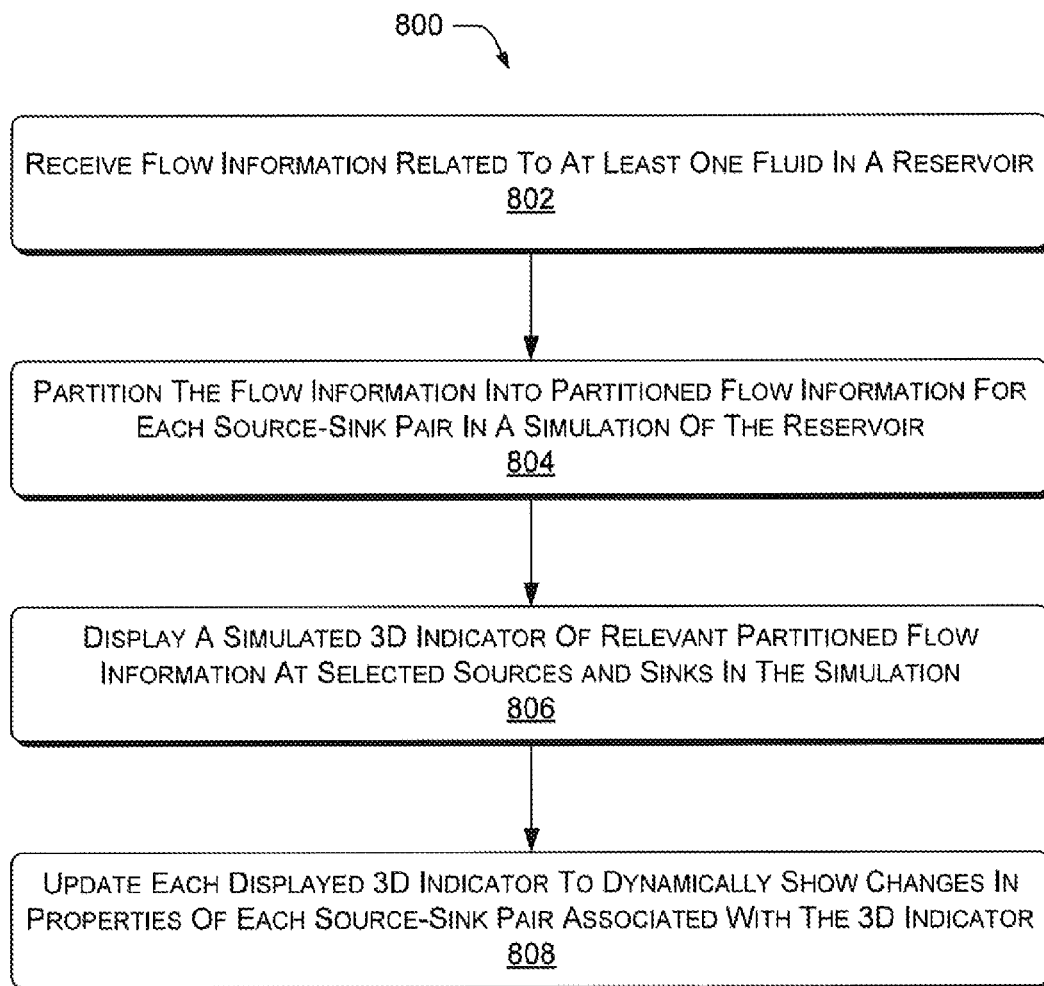 800
RECEIVE FLOW INFORMATION RELATED TO AT LEAST ONE FLUID IN A RESERVOIR
802
PARTITION THE FLOW INFORMATION INTO PARTITIONED FLOW INFORMATION FOR
EACH SOURCE-SINK PAIR IN A SIMULATION OF THE RESERVOIR
804
DISPLAY A SIMULATED 3D INDICATOR OF RELEVANT PARTITIONED FLOW
INFORMATION AT SELECTED SOURCES AND SINKS IN THE SIMULATION
806
UPDATE EACH DISPLAYED 3D INDICATOR TO DYNAMICALLY SHOW CHANGES IN
PROPERTIES OF EACH SOURCE-SINK PAIR ASSOCIATED WITH THE 3D INDICATOR
808